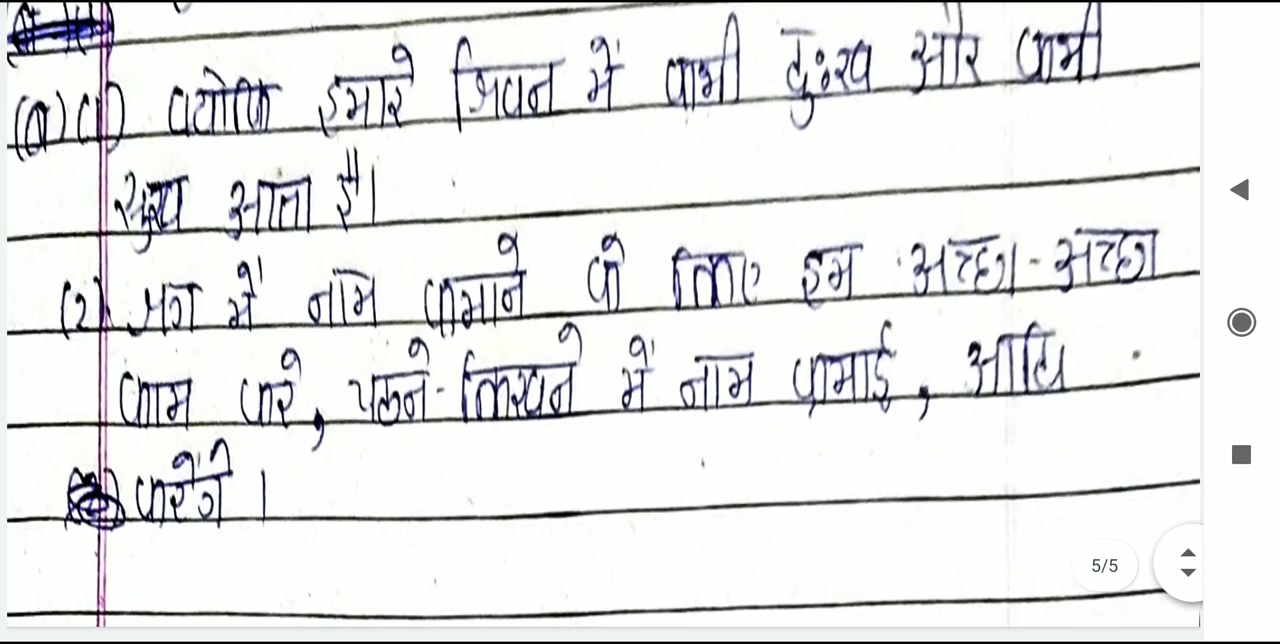 (क) (1) क्योकि हमारे जिवन में कभी दुःख और कभी
सुख आता है।
(2) जग में नाम कमाने के लिए हम अच्छा-अच्छा
काम करे, पढने-लिखने में नाम कमाई, आदि
करेंगे।
5/5